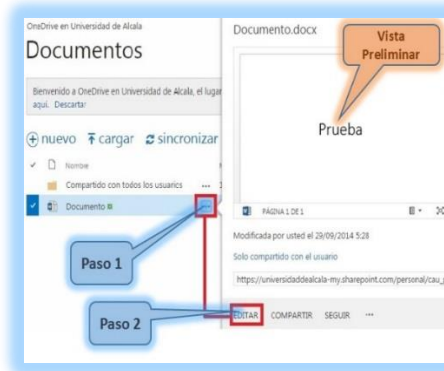 OneDrive en Universidad de Alcala
Documentos
Bienvenido a OneDrive en Universidad de Alcala, el lugar
aquí. Descartar
nuevo cargar sincronizar
Nombre
Compartido con todos los usuarios ...
Documento ...
Paso 1
Paso 2
Documento.docx
Vista
Preliminar
Prueba
PÁGINA 1 DE 1
Modificada por usted el 29/09/2014 5:28
Solo compartido con el usuario
https://universidaddealcala-my.sharepoint.com/personal/cau_
EDITAR COMPARTIR SEGUIR ...